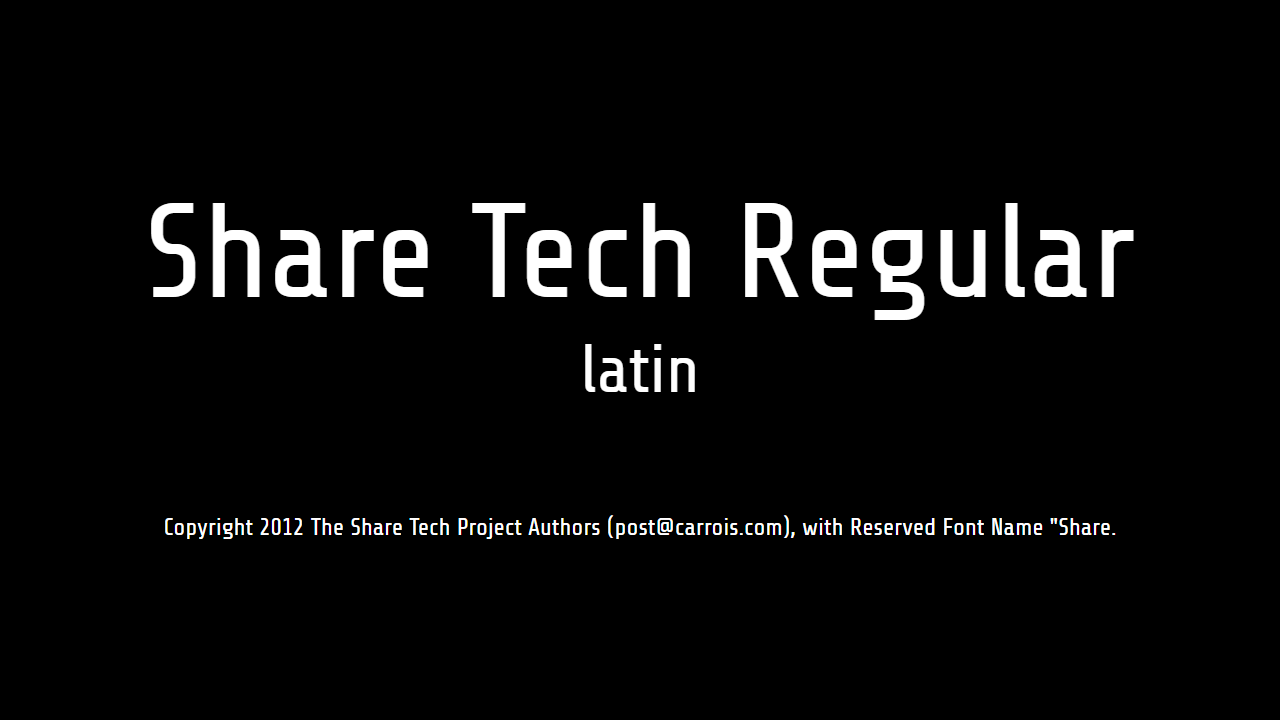 Share Tech Regular
latin
Copyright 2012 The Share Tech Project Authors (post@carrois.com), with Reserved Font Name "Share.